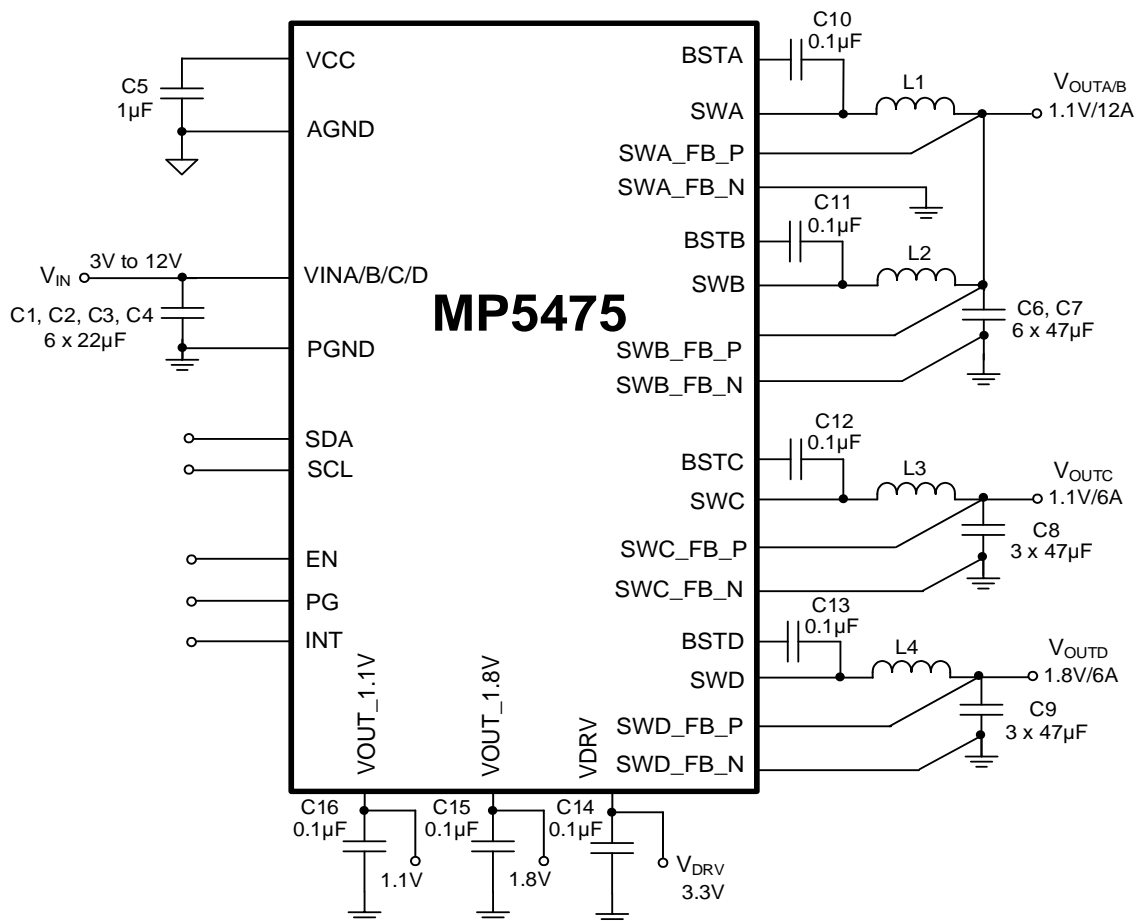 C10
0.1µF
VCC
BSTA
C5
1µF
L1
VOUTA/B
1.1V/12A
SWA
AGND
SWA_FB_P
SWA_FB_N
C11
0.1µF
BSTB
L2
3V to 12V
VIN
VINA/B/C/D
SWB
MP5475
C1, C2, C3, C4
6 x 22µF
C6, C7
6 x 47µF
PGND
SWB_FB_P
SWB_FB_N
C12
0.1µF
SDA
BSTC
SCL
L3
VOUTC
1.1V/6A
SWC
C8
3 x 47µF
EN
SWC_FB_P
SWC_FB_N
PG
C13
0.1µF
INT
BSTD
L4
VOUTD
1.8V/6A
SWD
C9
3 x 47µF
SWD_FB_P
SWD_FB_N
VOUT_1.1V
VOUT_1.8V
VDRV
C16
0.1µF
C15
0.1µF
C14
0.1µF
1.1V
1.8V
VDRV
3.3V